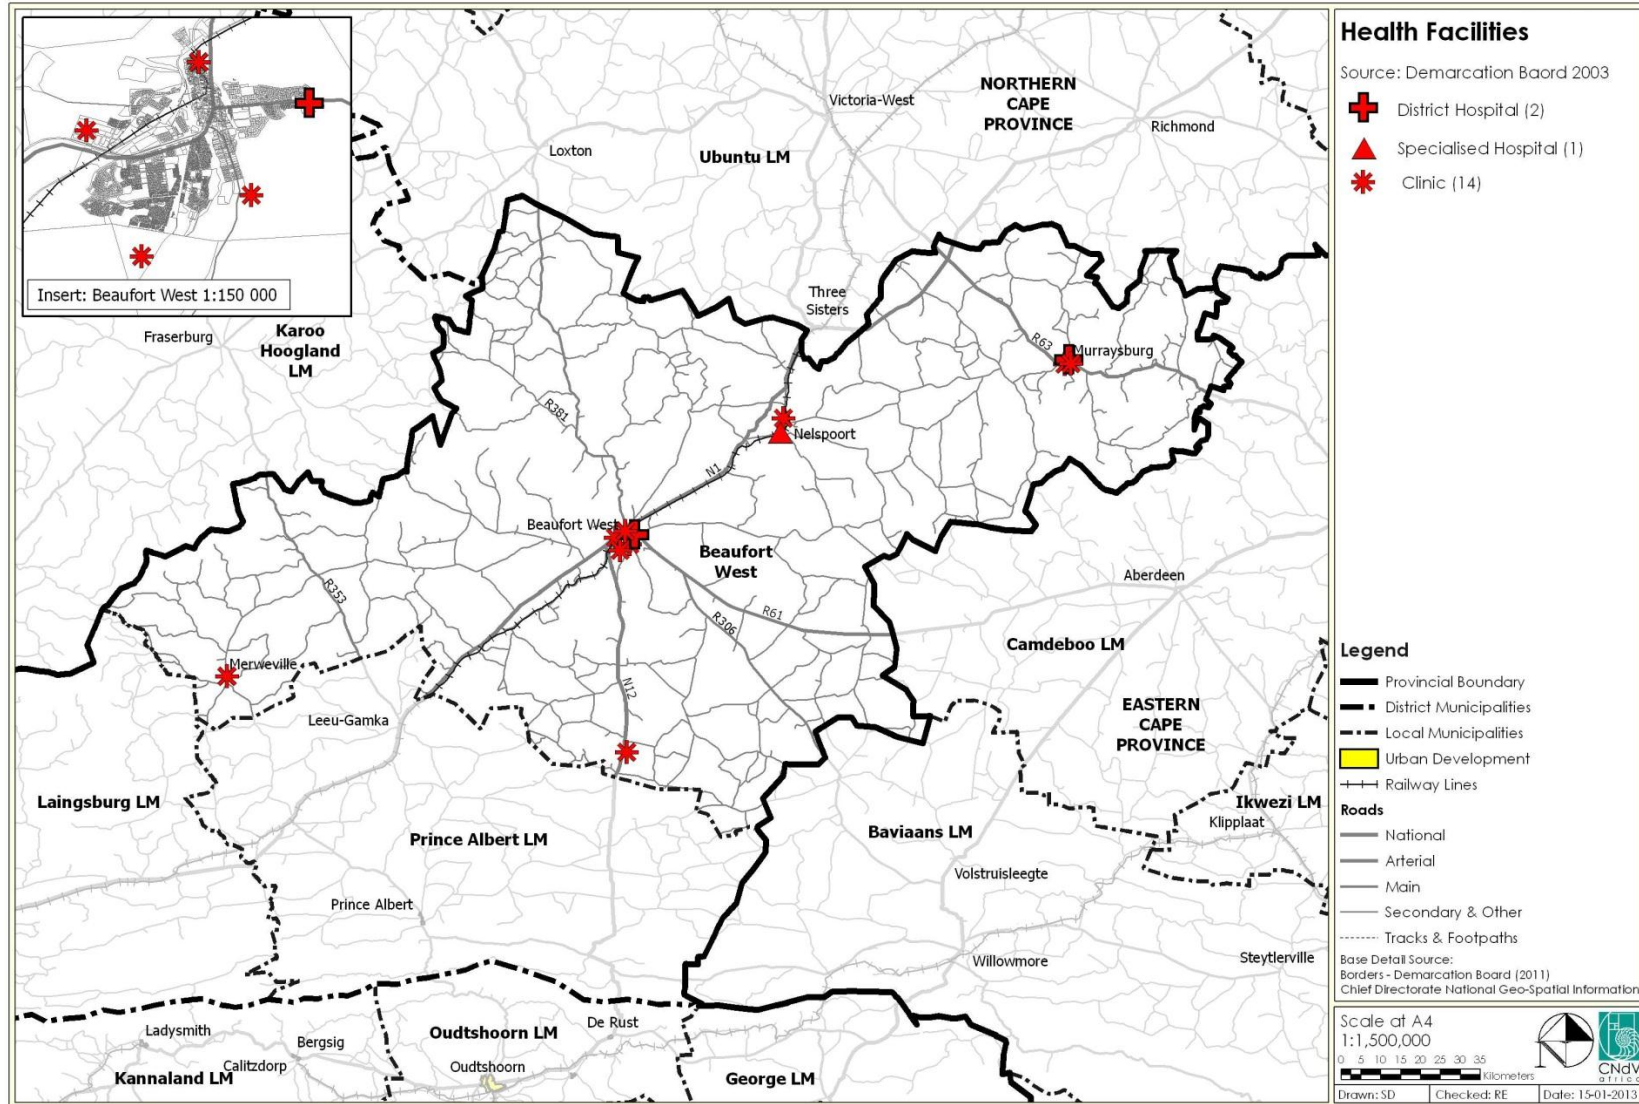 Insert: Beaufort West 1:150 000
NORTHERN
CAPE
PROVINCE
Victoria-West
Richmond
Loxton
Ubuntu LM
Three
Sisters
Fraserburg
Karoo
Hoogland
LM
R63
Murraysburg
R381
Nelspoort
N1
Beaufort West
Beaufort
West
R353
R306
R61
Aberdeen
Camdeboo LM
Merweville
N12
Leeu-Gamka
EASTERN
CAPE
PROVINCE
Laingsburg LM
Prince Albert LM
Baviaans LM
Ikwezi LM
Klipplaat
Volstruisleegte
Prince Albert
Willowmore
Steytlerville
Ladysmith
Calitzdorp
Bergsig
Oudtshoorn LM
De Rust
Oudtshoorn
Kannaland LM
George LM
Health Facilities
Source: Demarcation Baord 2003
District Hospital (2)
Specialised Hospital (1)
Clinic (14)
Legend
Provincial Boundary
District Municipalities
Local Municipalities
Urban Development
Railway Lines
Roads
National
Arterial
Main
Secondary & Other
Tracks & Footpaths
Base Detail Source:
Borders - Demarcation Board (2011)
Chief Directorate National Geo-Spatial Information
Scale at A4
1:1,500,000
0 5 10 15 20 25 30 35
Kilometers
CNdV
africa
Drawn: SD Checked: RE Date: 15-01-2013